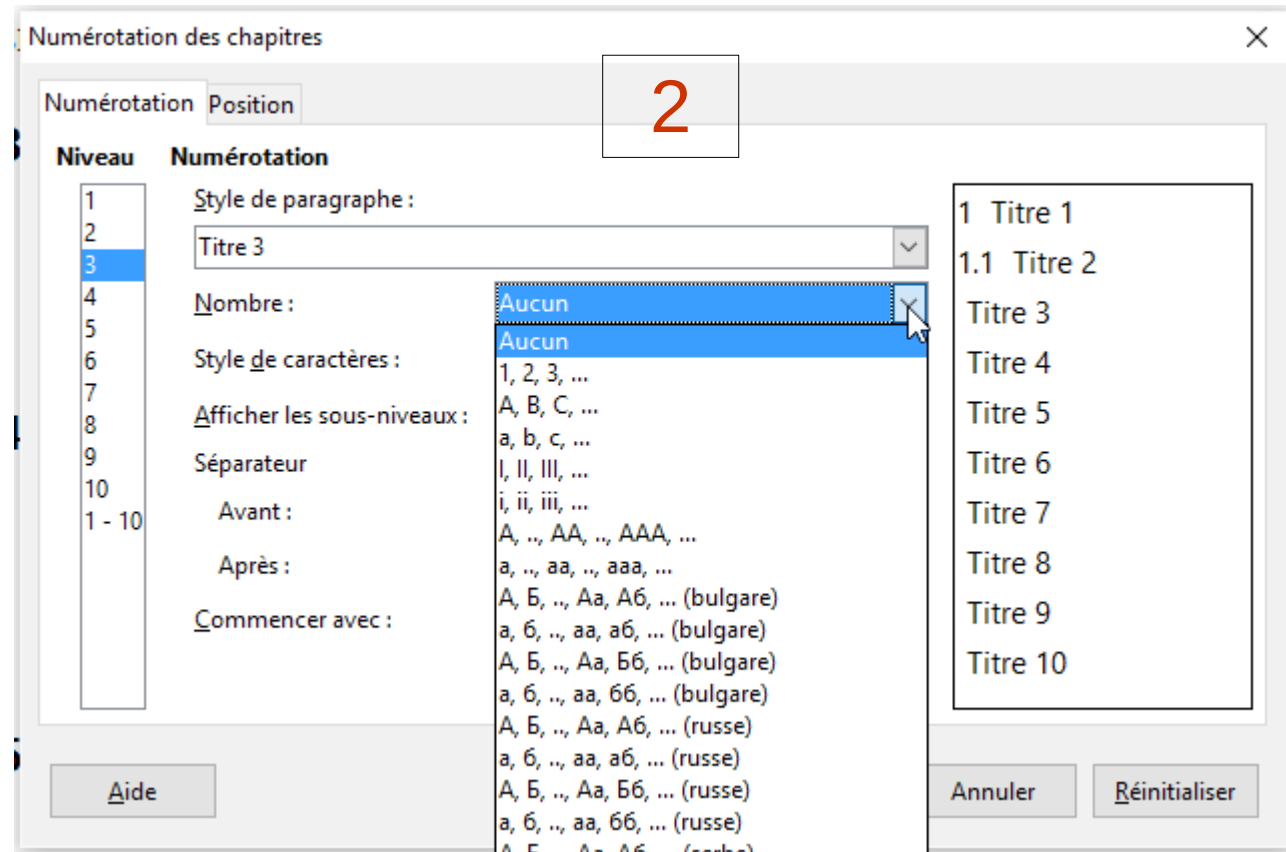 Numérotation des chapitres
2
Numérotation Position
Niveau Numérotation
1
2
3
4
5
6
7
8
9
10
1 - 10
Style de paragraphe :
Titre 3
Nombre :
Aucun
Style de caractères :
Afficher les sous-niveaux :
Séparateur
Avant :
Après :
Commencer avec :
Aucun
1, 2, 3, ...
A, B, C, ...
a, b, c, ...
I, II, III, ...
i, ii, iii, ...
A, .., AA, .., AAA, ...
a, .., aa, .., aaa, ...
А, Б, .., Аа, Аб, ... (bulgare)
а, б, .., аа, аб, ... (bulgare)
А, Б, .., Аа, Бб, ... (bulgare)
а, б, .., аа, бб, ... (bulgare)
А, Б, .., Аа, Аб, ... (russe)
а, б, .., аа, аб, ... (russe)
А, Б, .., Аа, Бб, ... (russe)
а, б, .., аа, бб, ... (russe)
А, Б, .., Аа, Аб, ... (serbe)
1 Titre 1
1.1 Titre 2
Titre 3
Titre 4
Titre 5
Titre 6
Titre 7
Titre 8
Titre 9
Titre 10
Aide
Annuler
Réinitialiser